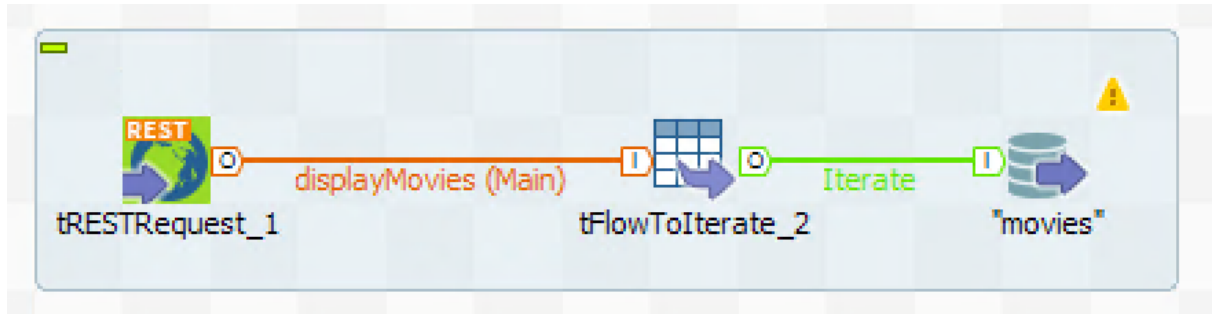 REST
O
displayMovies (Main)
I
O
Iterate
I
tRESTRequest_1
tFlowToIterate_2
"movies"